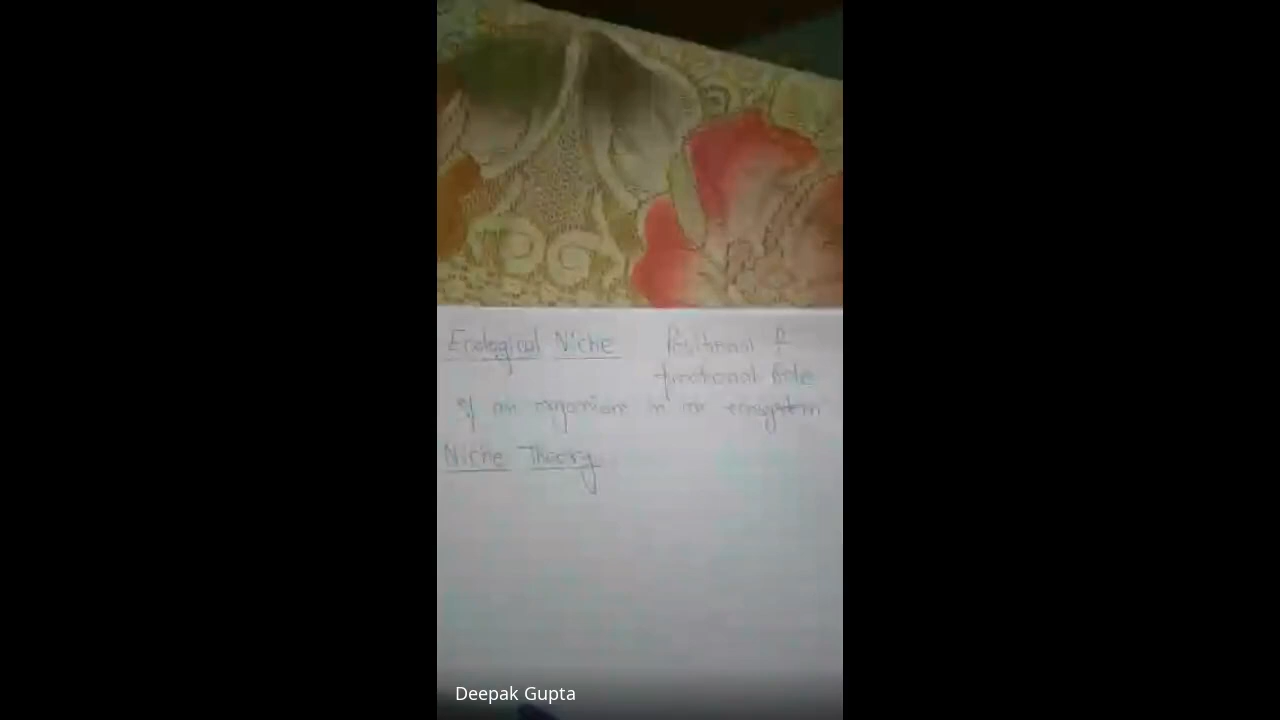 Ecological Niche Positional &
functional Role
of an organism in an ecosystem
Niche Theory
Deepak Gupta